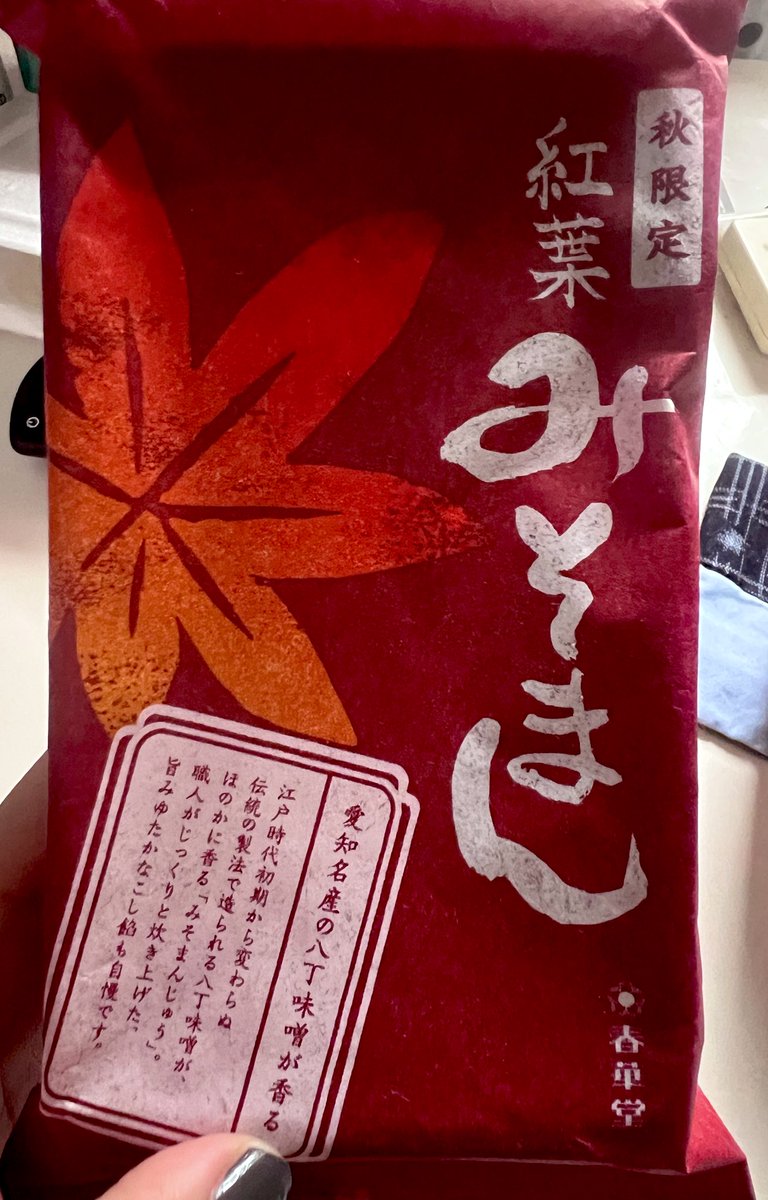 秋限定
紅葉
みそまん
春華堂
愛知名産の八丁味噌が香る
江戸時代初期から変わらぬ
伝統の製法で造られる八丁味噌が、
ほのかに香る「みそまんじゅう」。
職人がじっくりと炊き上げた、
旨みゆたかなこし餡も自慢です。